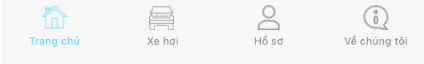 Trang chủ
Xe hơi
Hồ sơ
Về chúng tôi